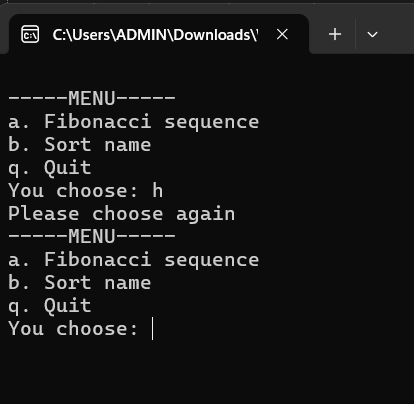 C:\Users\ADMIN\Downloads\
-----MENU-----
a. Fibonacci sequence
b. Sort name
q. Quit
You choose: h
Please choose again
-----MENU-----
a. Fibonacci sequence
b. Sort name
q. Quit
You choose: